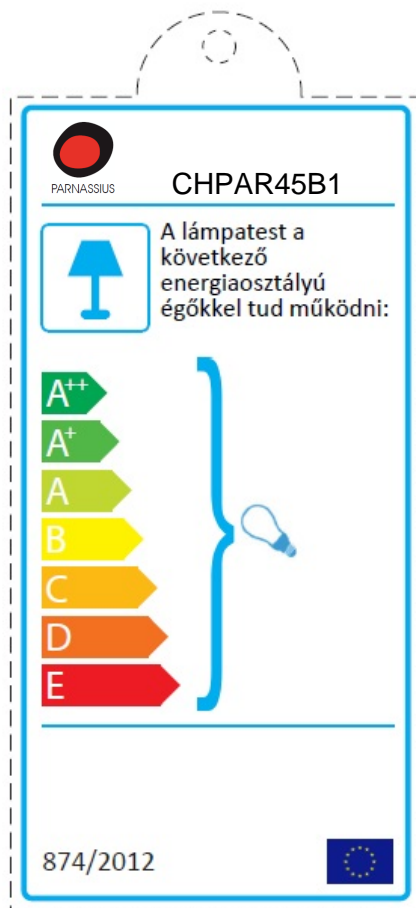 PARNASSIUS
CHPAR45B1
A lámpatest a
következő
energiaosztályú
égőkkel tud működni:
A++
A+
A
B
C
D
E
874/2012